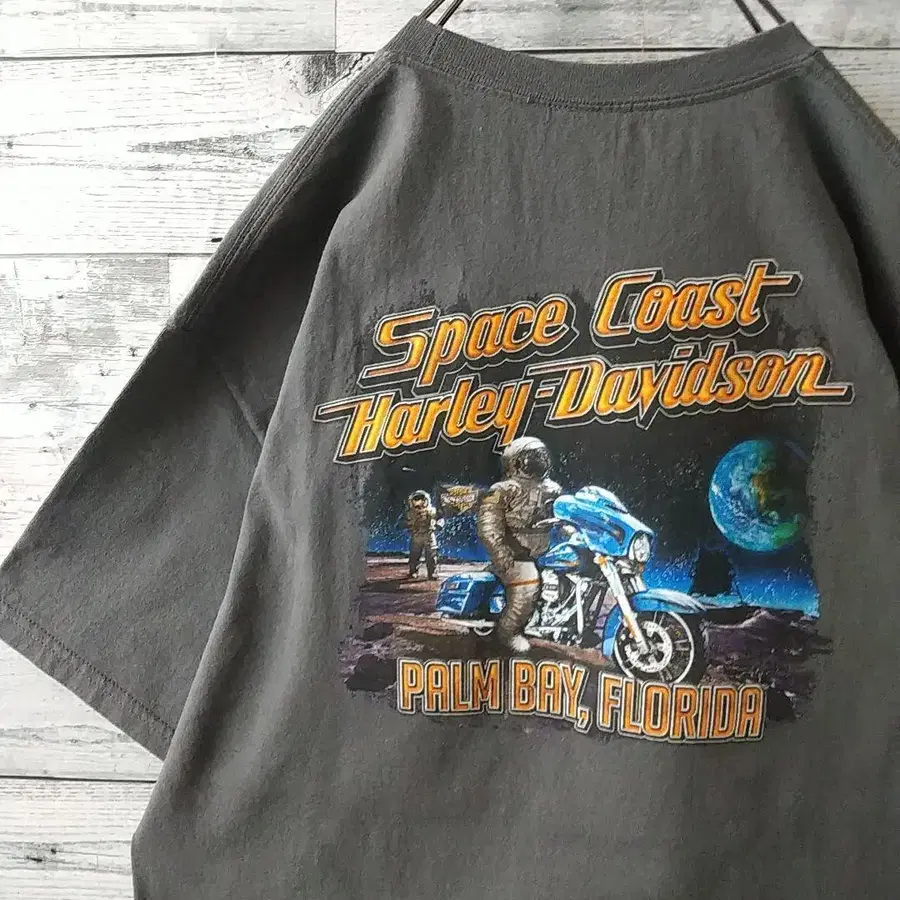 Space Coast
Harley-Davidson
PALM BAY, FLORIDA